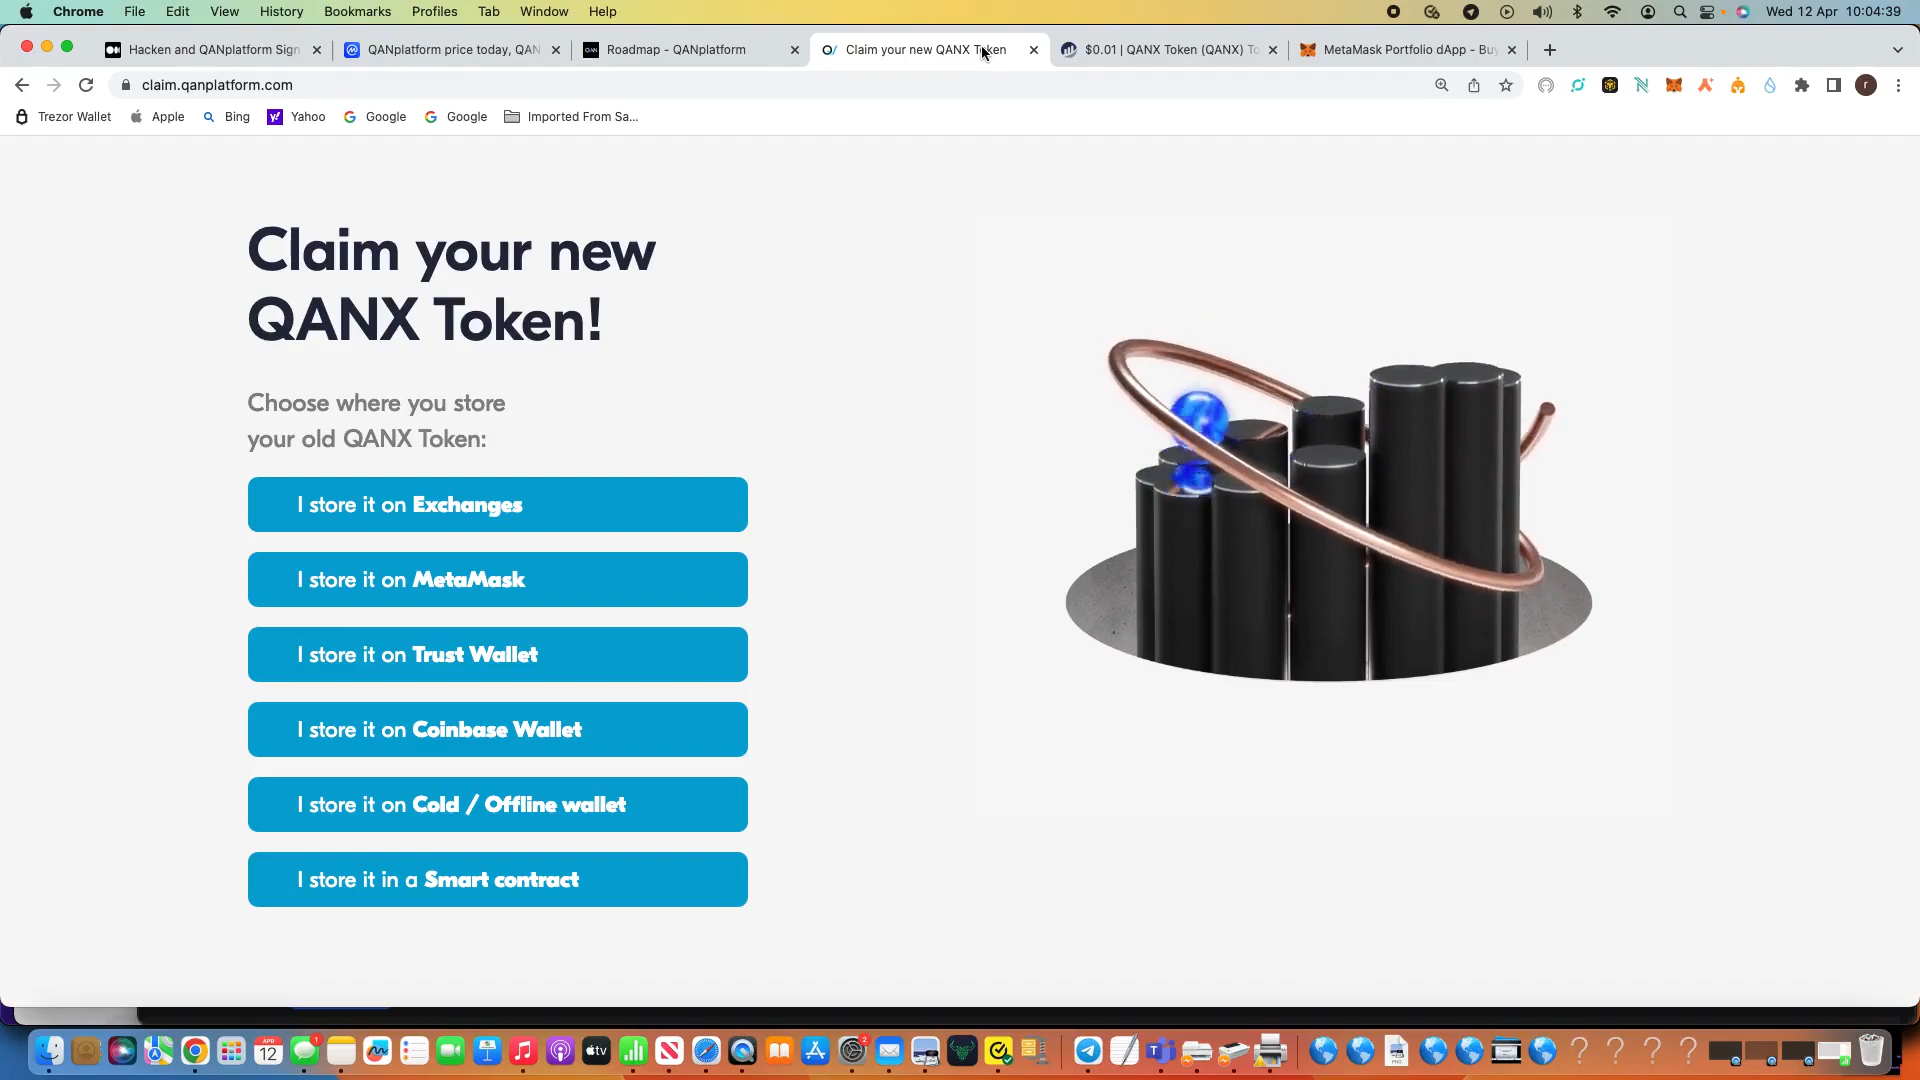 Chrome File Edit View History Bookmarks Profiles Tab Window Help Wed 12 Apr 10:04:39
Hacken and QANplatform Sign
QANplatform price today, QAN
Roadmap - QANplatform
Claim your new QANX Token
$0.01 | QANX Token (QANX) To
MetaMask Portfolio dApp - Buy
claim.qanplatform.com
Trezor Wallet Apple Bing Yahoo Google Google Imported From Sa...
Claim your new
QANX Token!
Choose where you store
your old QANX Token:
I store it on Exchanges
I store it on MetaMask
I store it on Trust Wallet
I store it on Coinbase Wallet
I store it on Cold / Offline wallet
I store it in a Smart contract